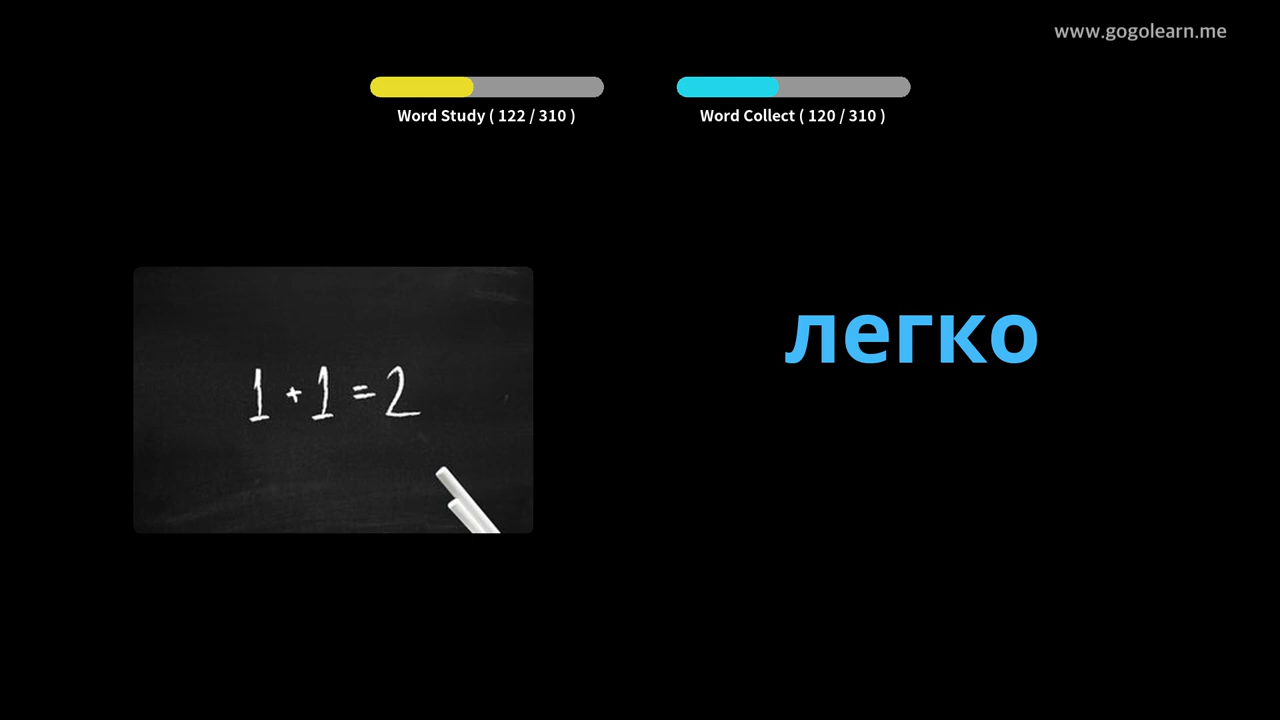 www.gogolearn.me
Word Study ( 122 / 310 )
Word Collect ( 120 / 310 )
легко
1 + 1 = 2